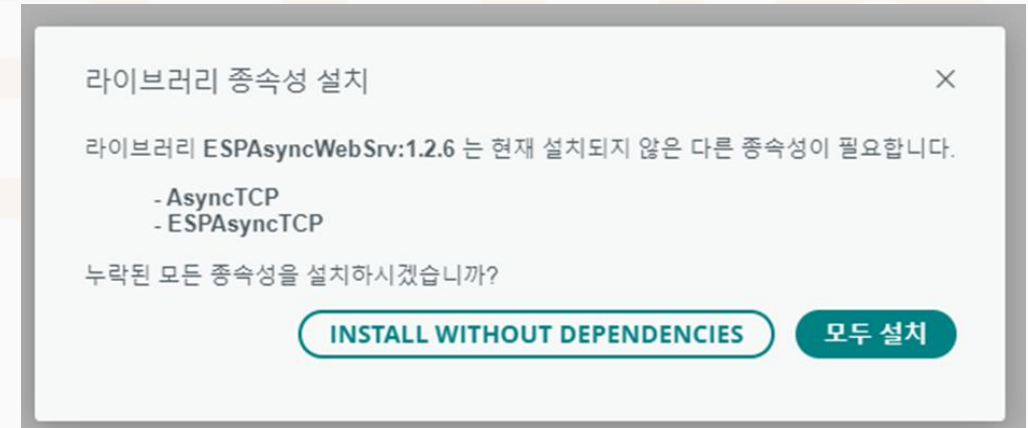 라이브러리 종속성 설치
라이브러리 ESPAsyncWebSrv:1.2.6 는 현재 설치되지 않은 다른 종속성이 필요합니다.
- AsyncTCP
- ESPAsyncTCP
누락된 모든 종속성을 설치하시겠습니까?
INSTALL WITHOUT DEPENDENCIES 모두 설치